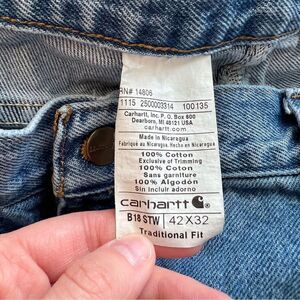 RN# 14806
1115 2500003314 100135
Carhartt, Inc. P. O. Box 600
Dearborn, MI 48121 USA
carhartt.com
Made in Nicaragua
Fabriqué au Nicaragua. Hecho en Nicaragua
100% Cotton
Exclusive of Trimming
100% Coton
Sans garniture
100% Algodón
Sin incluir adorno
carhartt
B18 STW 42X32
Traditional Fit